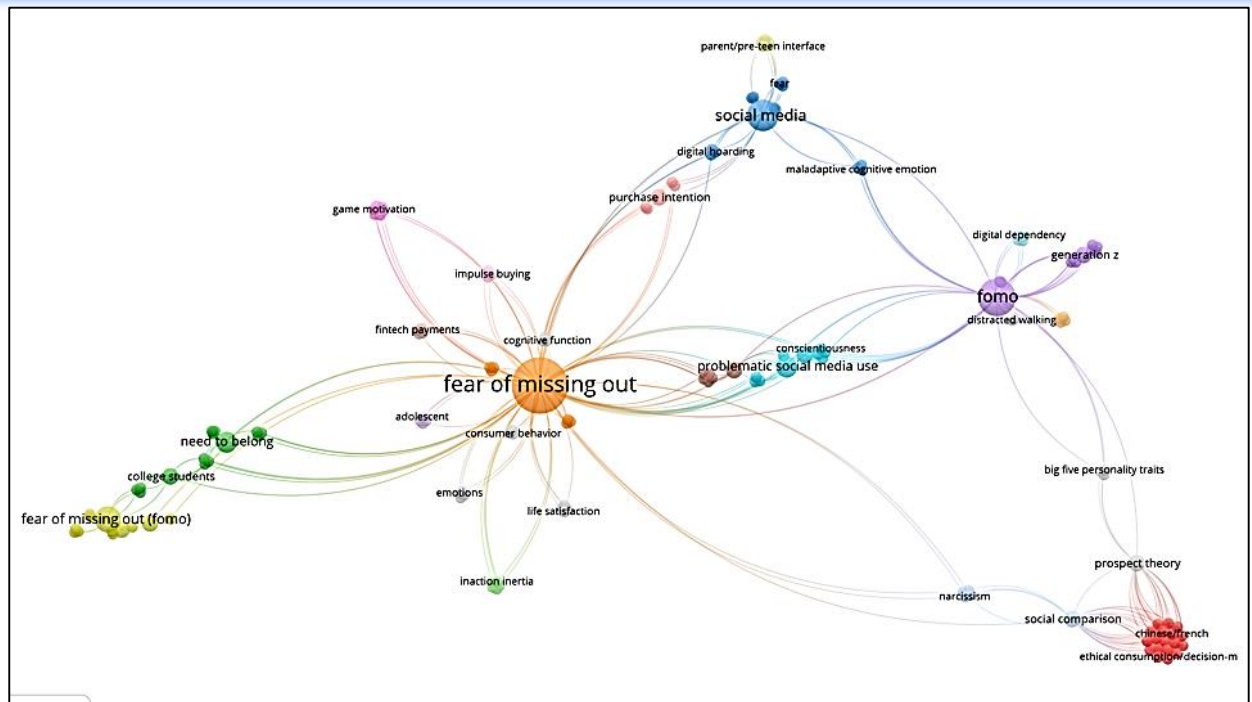 parent/pre-teen interface
fear
social media
digital hoarding
maladaptive cognitive emotion
purchase intention
game motivation
digital dependency
generation z
impulse buying
fomo
distracted walking
fintech payments
cognitive function
conscientiousness
problematic social media use
fear of missing out
adolescent
consumer behavior
need to belong
big five personality traits
college students
emotions
life satisfaction
fear of missing out (fomo)
prospect theory
inaction inertia
narcissism
social comparison
chinese/french
ethical consumption/decision-m